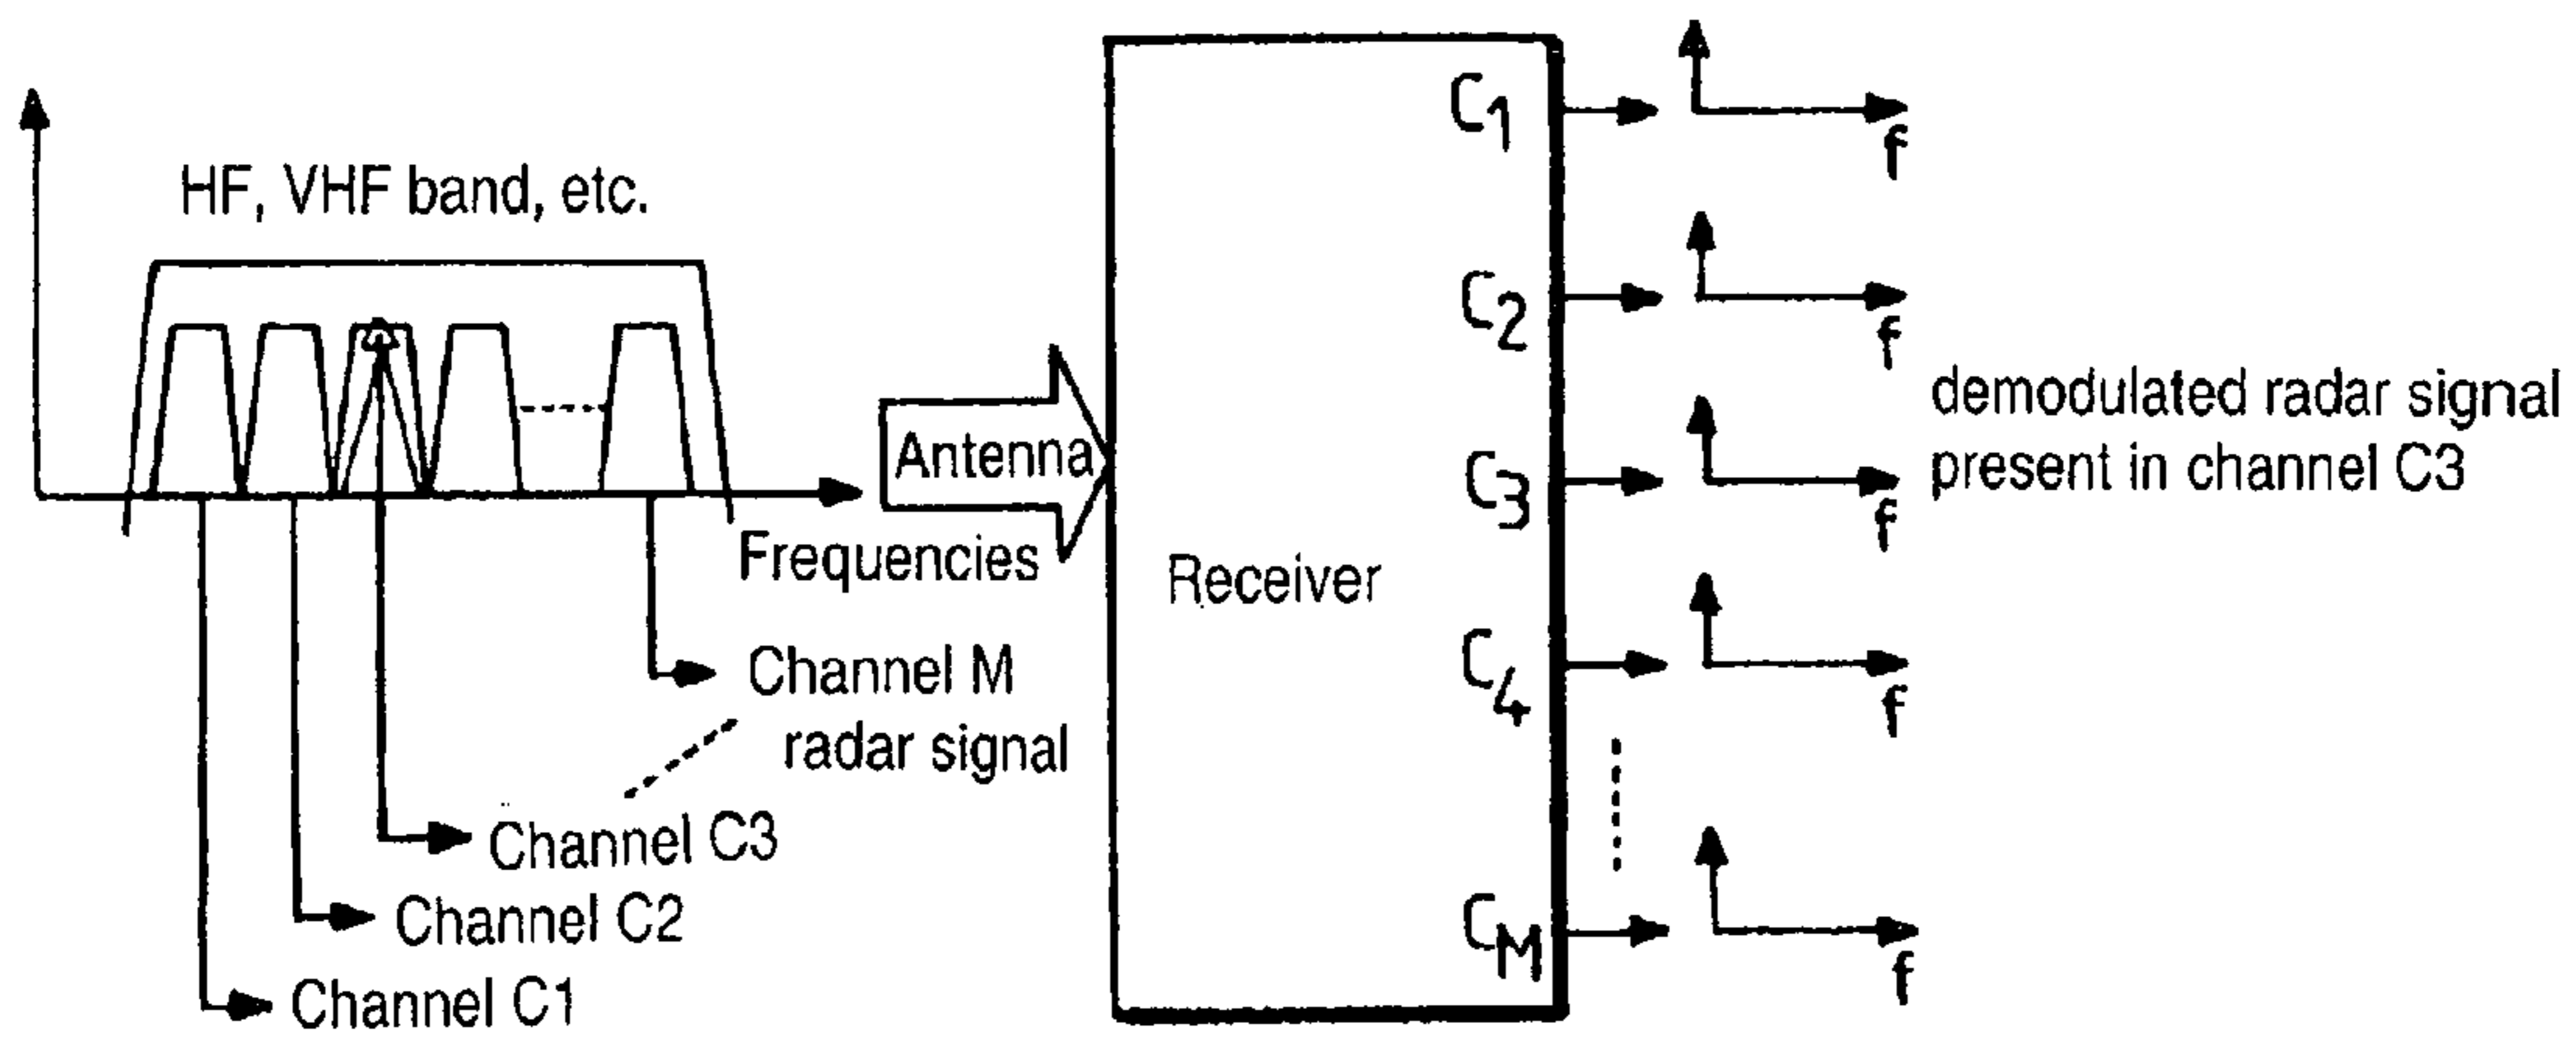 HF, VHF band, etc.
Frequencies
Channel M
radar signal
Channel C3
Channel C2
Channel C1
Antenna
Receiver
C1
f
C2
f
C3
f
C4
f
CM
f
demodulated radar signal
present in channel C3